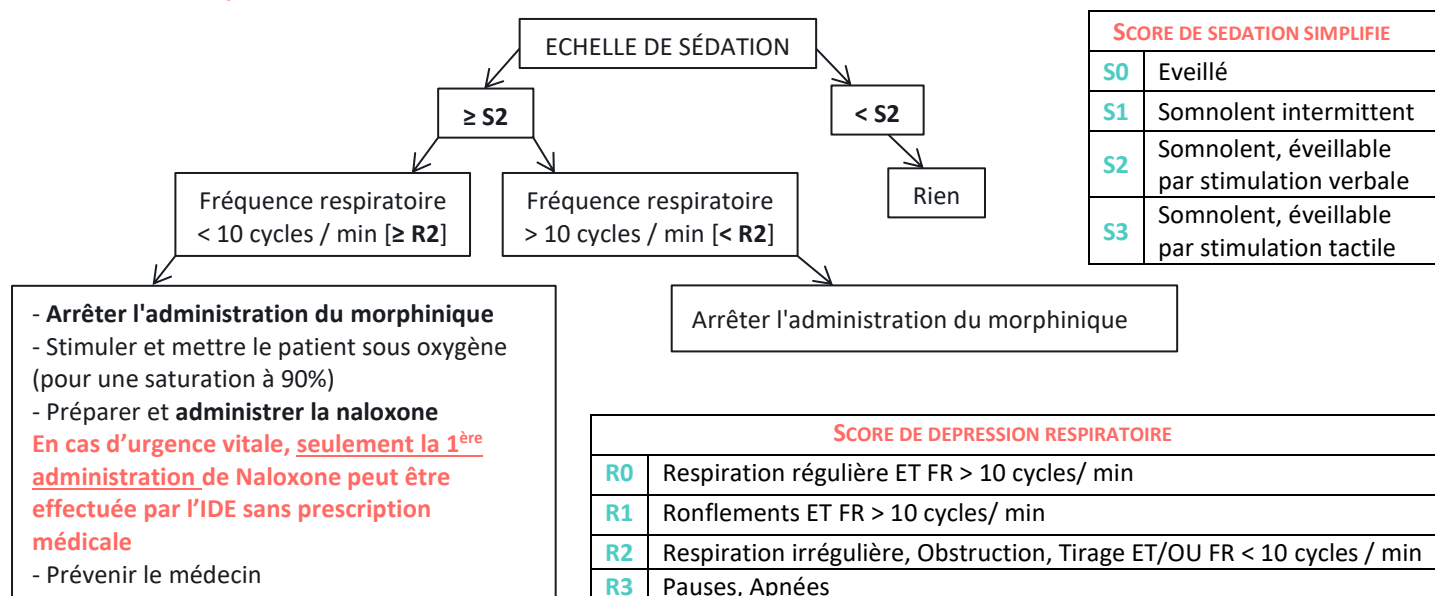 ECHELLE DE SÉDATION
≥ S2
< S2
Fréquence respiratoire
< 10 cycles / min [≥ R2]
Fréquence respiratoire
> 10 cycles / min [< R2]
Rien
- Arrêter l'administration du morphinique
- Stimuler et mettre le patient sous oxygène
(pour une saturation à 90%)
- Préparer et administrer la naloxone
En cas d’urgence vitale, seulement la 1ère
administration de Naloxone peut être
effectuée par l’IDE sans prescription
médicale
- Prévenir le médecin
Arrêter l'administration du morphinique
SCORE DE SEDATION SIMPLIFIE
S0 Eveillé
S1 Somnolent intermittent
S2 Somnolent, éveillable
par stimulation verbale
S3 Somnolent, éveillable
par stimulation tactile
SCORE DE DEPRESSION RESPIRATOIRE
R0 Respiration régulière ET FR > 10 cycles/ min
R1 Ronflements ET FR > 10 cycles/ min
R2 Respiration irrégulière, Obstruction, Tirage ET/OU FR < 10 cycles / min
R3 Pauses, Apnées